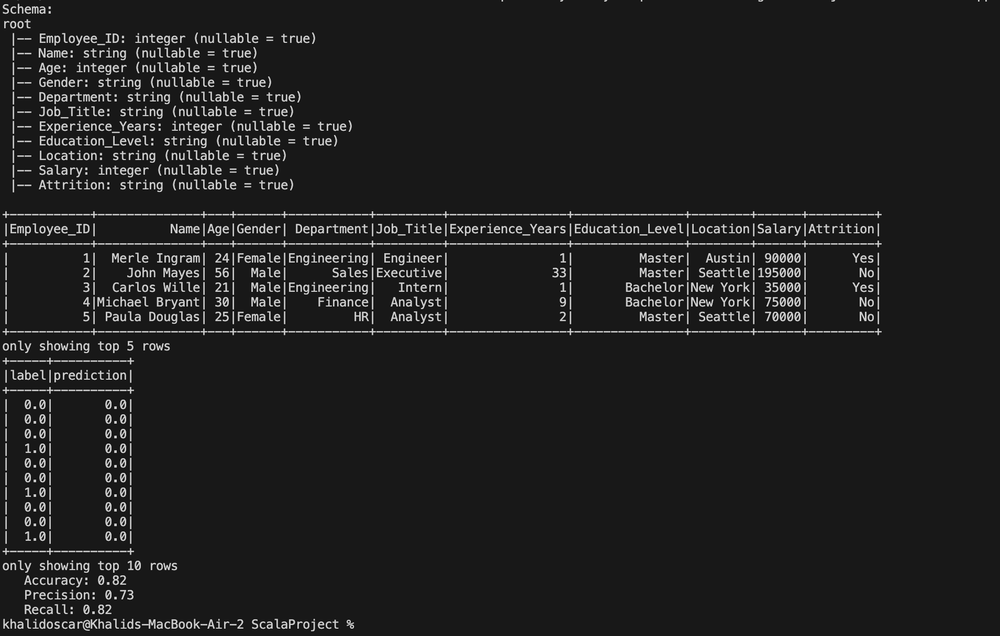 Schema:
root
 |-- Employee_ID: integer (nullable = true)
 |-- Name: string (nullable = true)
 |-- Age: integer (nullable = true)
 |-- Gender: string (nullable = true)
 |-- Department: string (nullable = true)
 |-- Job_Title: string (nullable = true)
 |-- Experience_Years: integer (nullable = true)
 |-- Education_Level: string (nullable = true)
 |-- Location: string (nullable = true)
 |-- Salary: integer (nullable = true)
 |-- Attrition: string (nullable = true)

+-----------+--------------+---+------+-----------+---------+----------------+---------------+--------+------+---------+
|Employee_ID|          Name|Age|Gender| Department|Job_Title|Experience_Years|Education_Level|Location|Salary|Attrition|
+-----------+--------------+---+------+-----------+---------+----------------+---------------+--------+------+---------+
|          1|  Merle Ingram| 24|Female|Engineering| Engineer|               1|         Master|  Austin| 90000|      Yes|
|          2|    John Mayes| 56|  Male|      Sales|Executive|              33|         Master| Seattle|195000|       No|
|          3|  Carlos Wille| 21|  Male|Engineering|   Intern|               1|       Bachelor|New York| 35000|      Yes|
|          4|Michael Bryant| 30|  Male|    Finance|  Analyst|               9|       Bachelor|New York| 75000|       No|
|          5| Paula Douglas| 25|Female|         HR|  Analyst|               2|         Master| Seattle| 70000|       No|
+-----------+--------------+---+------+-----------+---------+----------------+---------------+--------+------+---------+
only showing top 5 rows
+-----+----------+
|label|prediction|
+-----+----------+
|  0.0|       0.0|
|  0.0|       0.0|
|  0.0|       0.0|
|  1.0|       0.0|
|  0.0|       0.0|
|  0.0|       0.0|
|  1.0|       0.0|
|  0.0|       0.0|
|  0.0|       0.0|
|  1.0|       0.0|
+-----+----------+
only showing top 10 rows
   Accuracy: 0.82
   Precision: 0.73
   Recall: 0.82
khalidoscar@Khalids-MacBook-Air-2 ScalaProject %